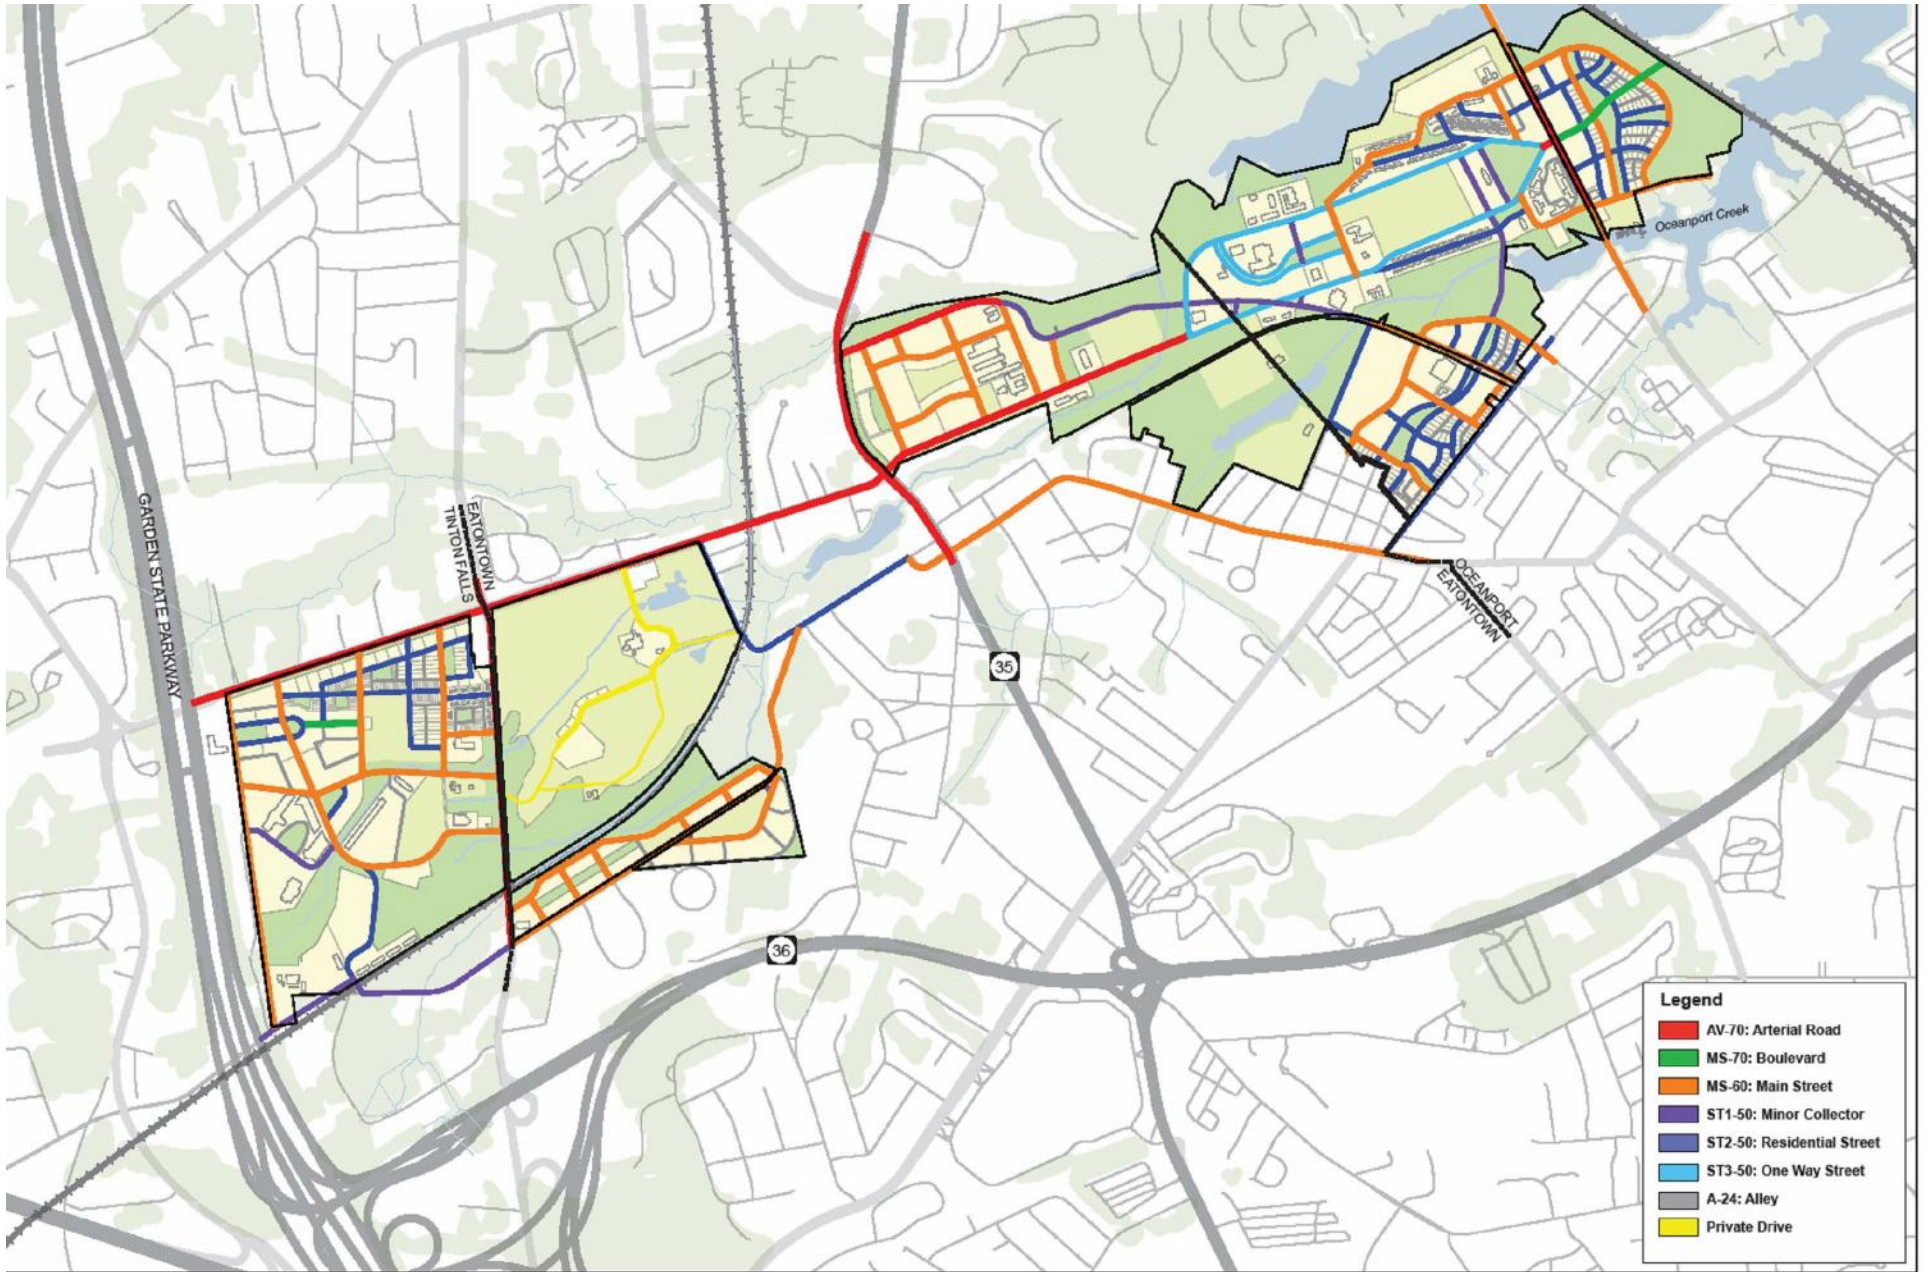 Oceanport Creek
GARDEN STATE PARKWAY
EATONTOWN
TINTON FALLS
OCEANPORT
EATONTOWN
35
36
Legend
AV-70: Arterial Road
MS-70: Boulevard
MS-60: Main Street
ST1-50: Minor Collector
ST2-50: Residential Street
ST3-50: One Way Street
A-24: Alley
Private Drive